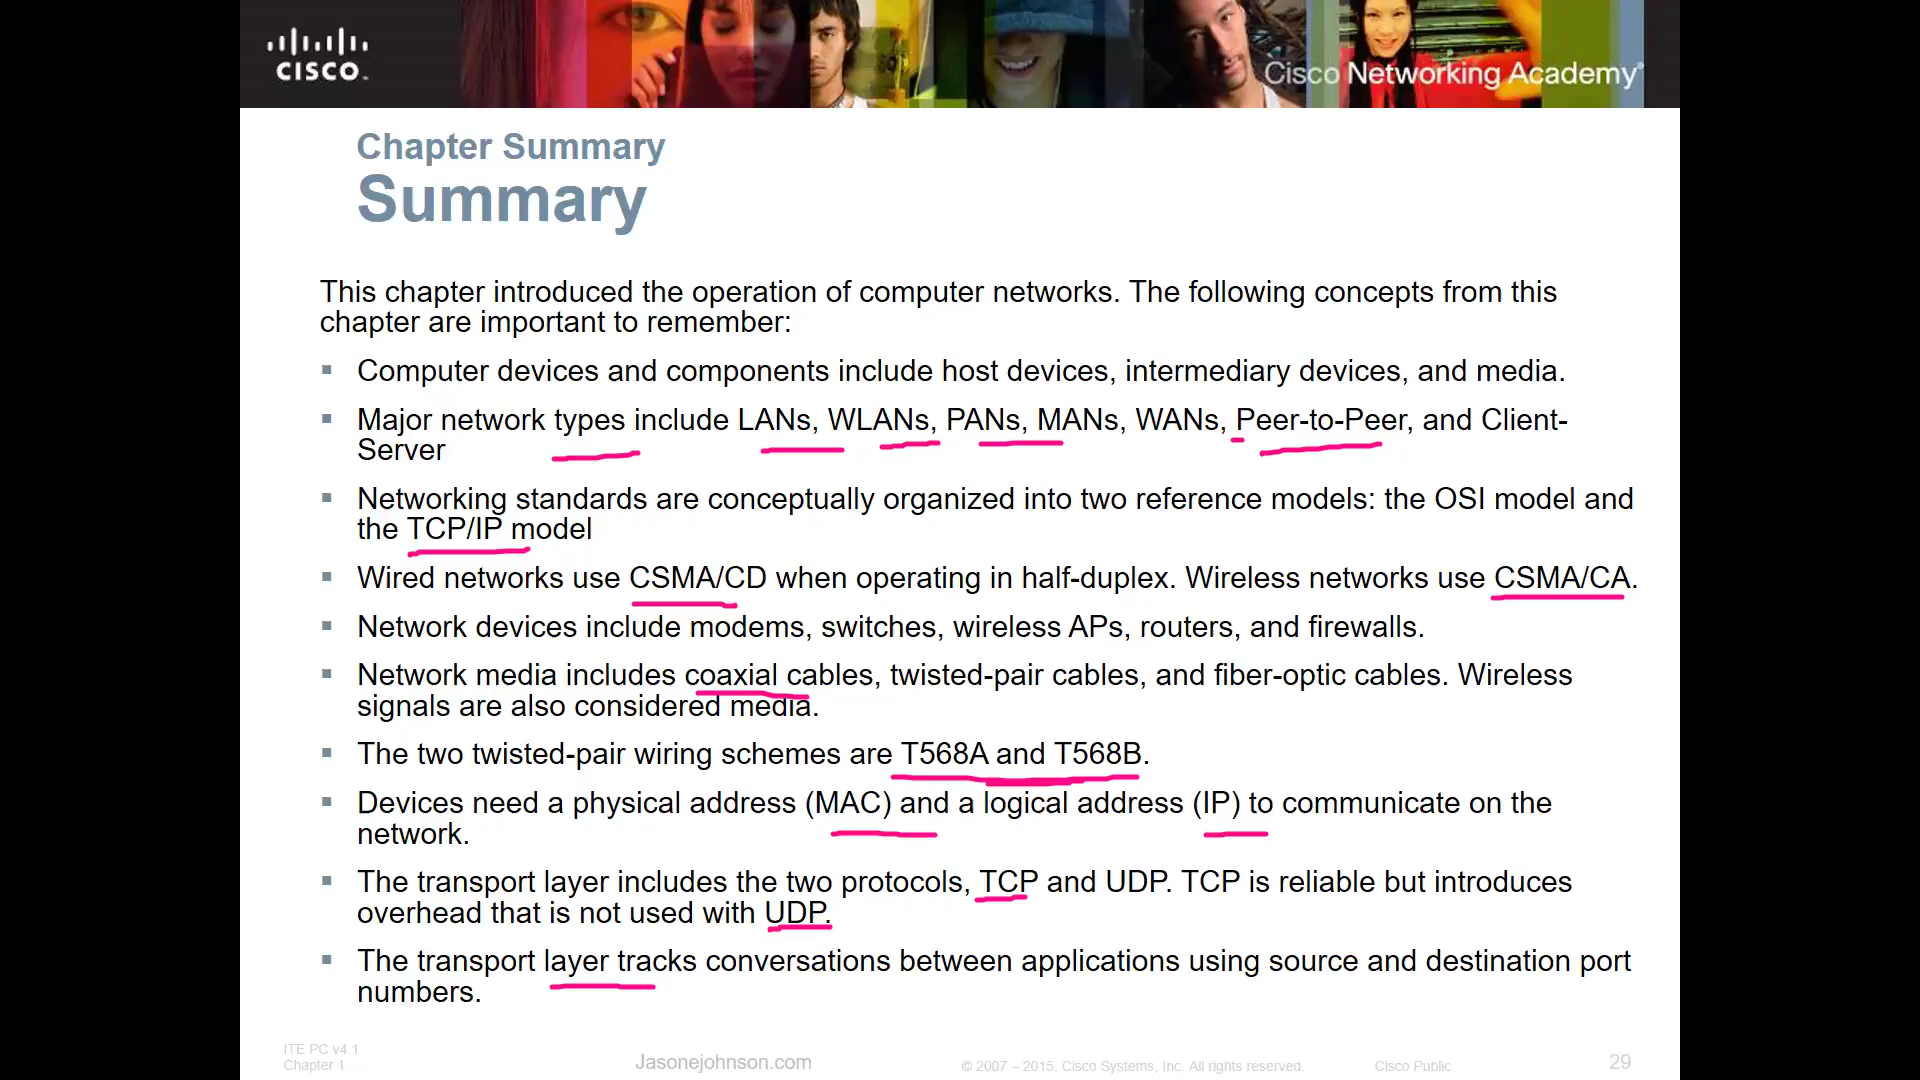 CISCO
Cisco Networking Academy
Chapter Summary
Summary
This chapter introduced the operation of computer networks. The following concepts from this
chapter are important to remember:
▪ Computer devices and components include host devices, intermediary devices, and media.
▪ Major network types include LANs, WLANs, PANs, MANs, WANs, Peer-to-Peer, and Client-
Server
▪ Networking standards are conceptually organized into two reference models: the OSI model and
the TCP/IP model
▪ Wired networks use CSMA/CD when operating in half-duplex. Wireless networks use CSMA/CA.
▪ Network devices include modems, switches, wireless APs, routers, and firewalls.
▪ Network media includes coaxial cables, twisted-pair cables, and fiber-optic cables. Wireless
signals are also considered media.
▪ The two twisted-pair wiring schemes are T568A and T568B.
▪ Devices need a physical address (MAC) and a logical address (IP) to communicate on the
network.
▪ The transport layer includes the two protocols, TCP and UDP. TCP is reliable but introduces
overhead that is not used with UDP.
▪ The transport layer tracks conversations between applications using source and destination port
numbers.
ITE PC v4.1
Chapter 1
Jasonejohnson.com
© 2007 – 2015, Cisco Systems, Inc. All rights reserved.
Cisco Public
29